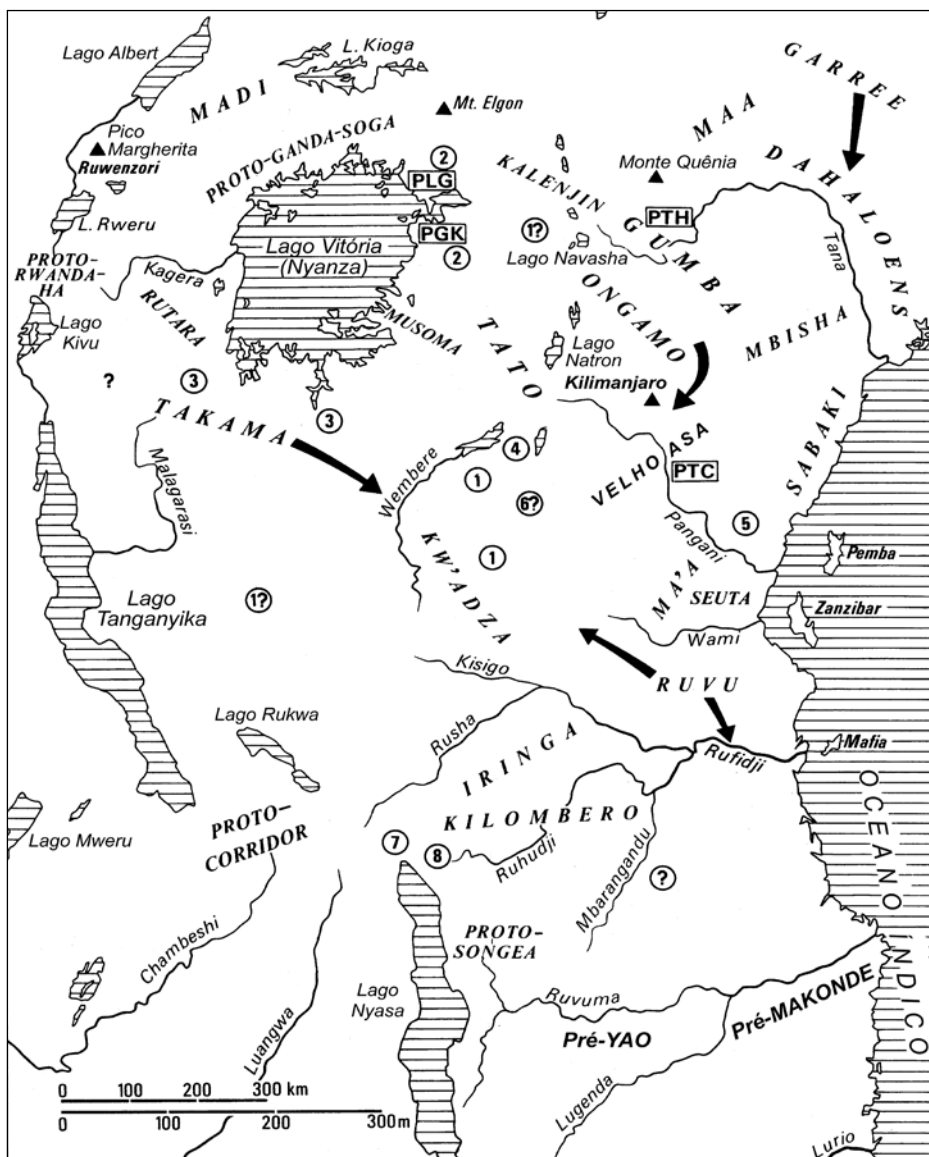 Lago Albert
L. Kioga
GARREE
MADI
Mt. Elgon
MAA
Pico
Margherita
Ruwenzori
PROTO-GANDA-SOGA
2
PLG
KALENJIN
Monte Quênia
DAHALOENS
L. Rweru
PTH
PGK
2
1?
GUMBA
Lago Vitória
(Nyanza)
Lago Navasha
Tana
PROTO-
RWANDA-
HA
Kagera
RUTARA
MUSOMA
ONGAMO
MBISHA
Lago
Kivu
TATO
Lago
Natron
?
3
3
Kilimanjaro
TAKAMA
SABAKI
VELHO ASA
4
Malagarasi
Wembere
1
PTC
6?
5
Pangani
Pemba
1
KW'ADZA
MA'A
SEUTA
Lago
Tanganyika
1?
Zanzibar
Wami
Kisigo
RUVU
Lago Rukwa
Rusha
IRINGA
Rufidji
Mafia
PROTO-
CORRIDOR
KILOMBERO
Lago Mweru
7
8
Ruhudji
Mbarangandu
?
OCEANO ÍNDICO
Chambeshi
PROTO-
SONGEA
Lago
Nyasa
Luangwa
Ruvuma
Pré-YAO
Pré-MAKONDE
Lugenda
Lurio
0 100 200 300 km
0 100 200 300 m